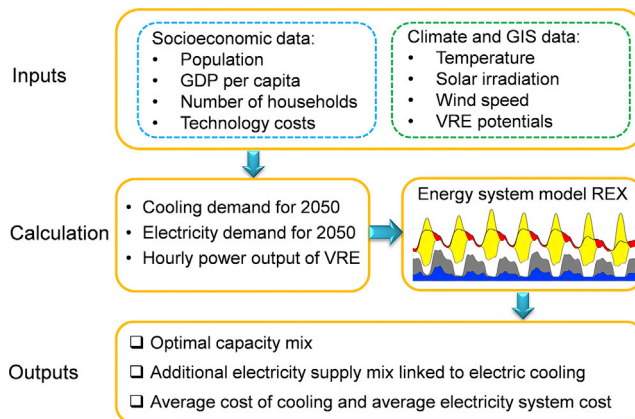 Inputs
Socioeconomic data:
• Population
• GDP per capita
• Number of households
• Technology costs
Climate and GIS data:
• Temperature
• Solar irradiation
• Wind speed
• VRE potentials
Calculation
• Cooling demand for 2050
• Electricity demand for 2050
• Hourly power output of VRE
Energy system model REX
Outputs
❑ Optimal capacity mix
❑ Additional electricity supply mix linked to electric cooling
❑ Average cost of cooling and average electricity system cost